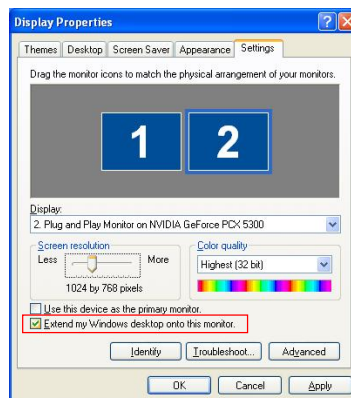 Display Properties
Themes Desktop Screen Saver Appearance Settings
Drag the monitor icons to match the physical arrangement of your monitors.
1 2
Display:
2. Plug and Play Monitor on NVIDIA GeForce PCX 5300
Screen resolution
Less More
1024 by 768 pixels
Color quality
Highest (32 bit)
Use this device as the primary monitor.
Extend my Windows desktop onto this monitor.
Identify Troubleshoot... Advanced
OK Cancel Apply